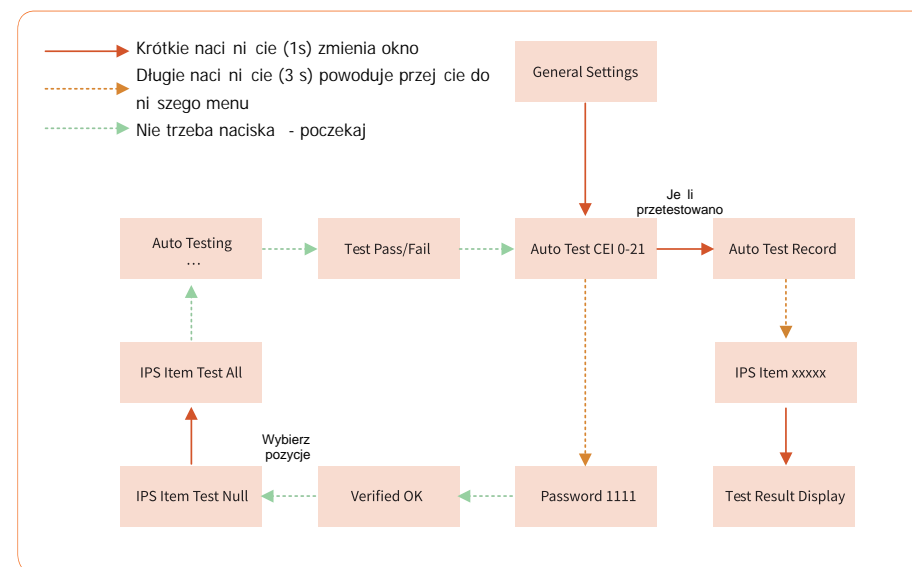 Krótkie naci ni cie (1s) zmienia okno
Długie naci ni cie (3 s) powoduje przej cie do
ni szego menu
Nie trzeba naciska - poczekaj
General Settings
Je li
przetestowano
Auto Testing
...
Test Pass/Fail
Auto Test CEI 0-21
Auto Test Record
IPS Item Test All
IPS Item xxxxx
Wybierz
pozycje
IPS Item Test Null
Verified OK
Password 1111
Test Result Display